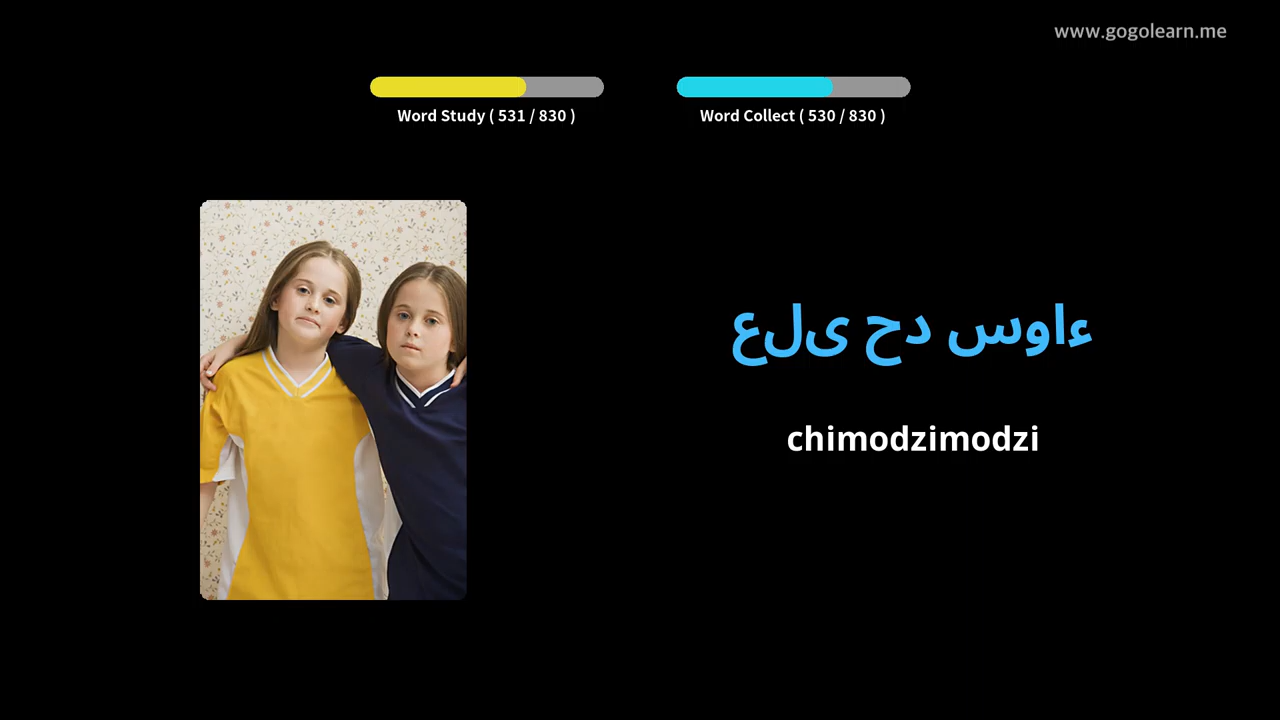 www.gogolearn.me
Word Study ( 531 / 830 )
Word Collect ( 530 / 830 )
على حد سواء
chimodzimodzi